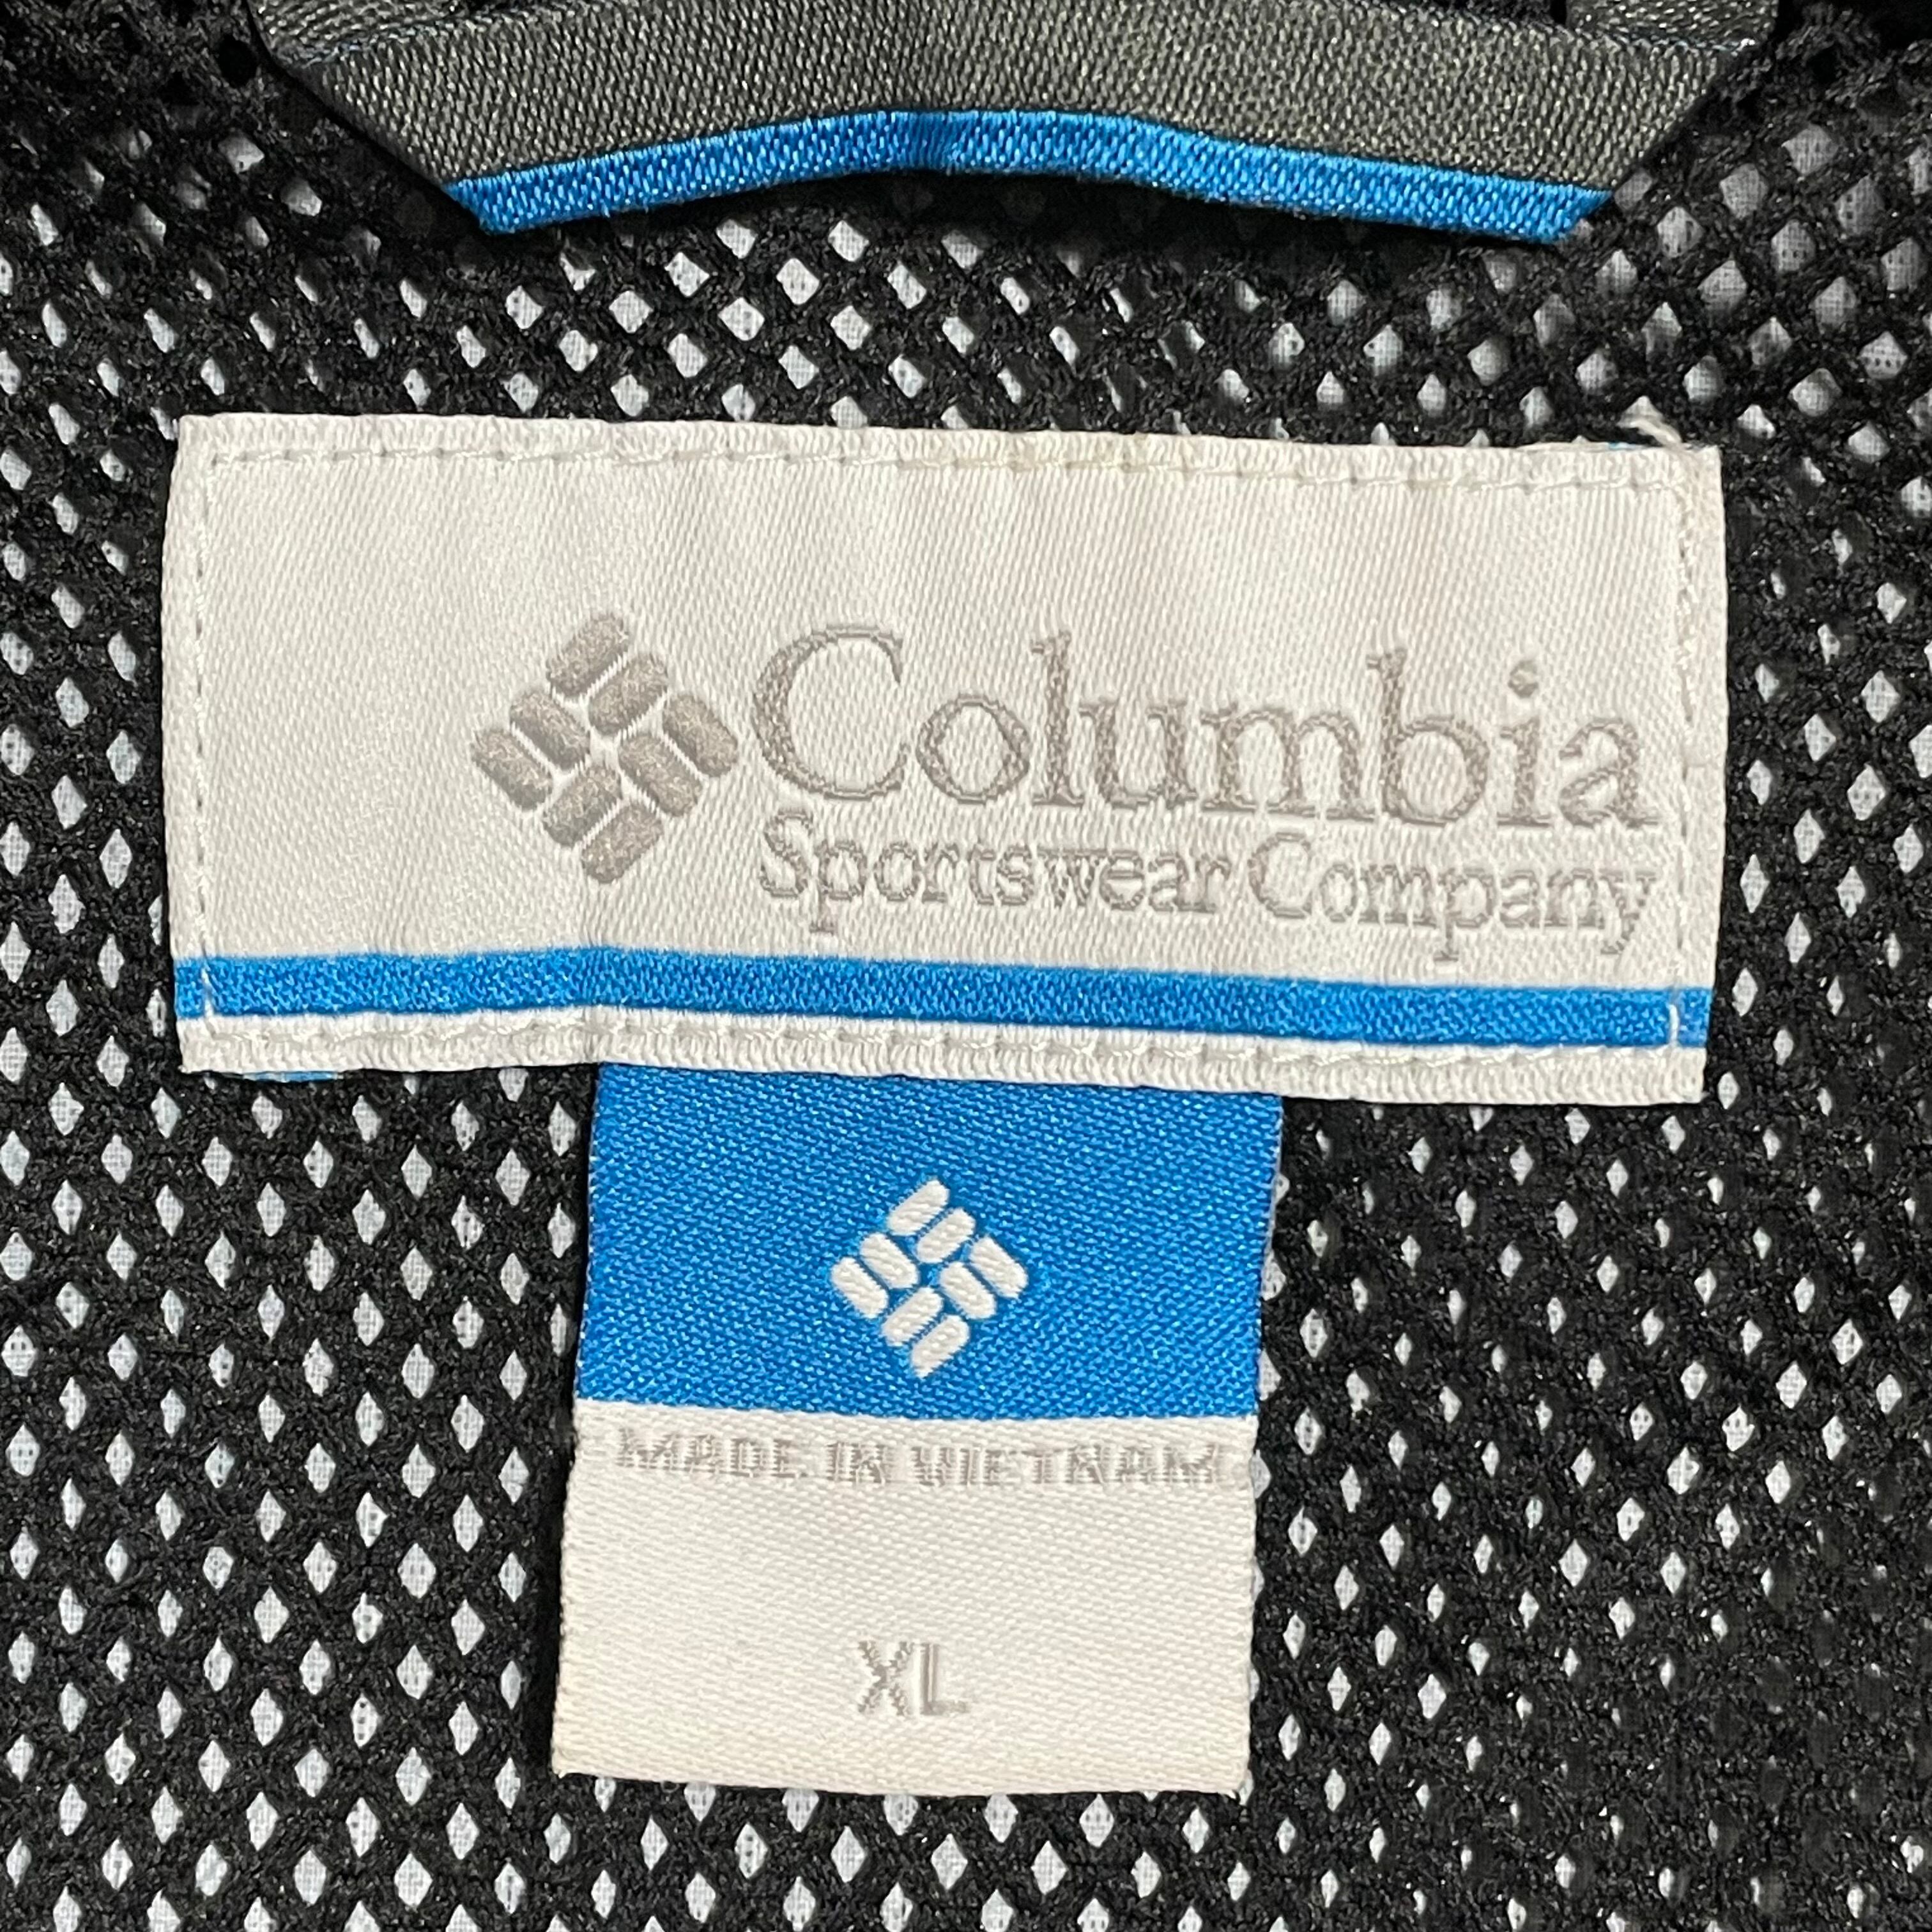 Columbia
Sportswear Company
MADE IN VIETNAM
XL